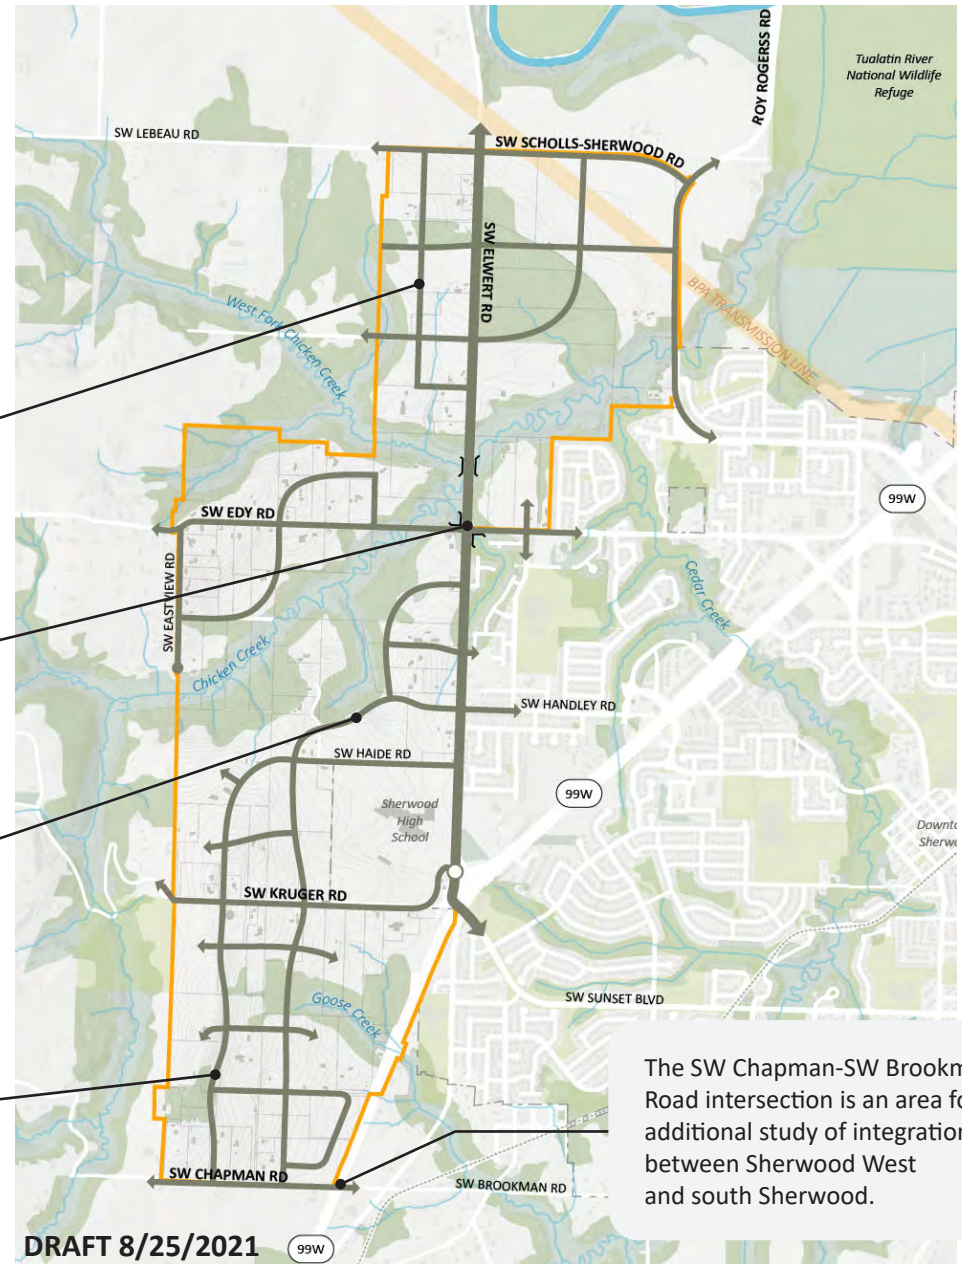 ROY ROGERSS RD
Tualatin River
National Wildlife
Refuge
SW LEBEAU RD
SW SCHOLLS-SHERWOOD RD
SW ELWERT RD
BPA TRANSMISSION LINE
West Fork Chicken Creek
99W
SW EDY RD
SW EASTVIEW RD
Cedar Creek
Chicken Creek
SW HANDLEY RD
SW HAIDE RD
99W
Sherwood
High
School
Downto
Sherwo
SW KRUGER RD
Goose Creek
SW SUNSET BLVD
The SW Chapman-SW Brookm
Road intersection is an area fo
additional study of integration
between Sherwood West
and south Sherwood.
SW CHAPMAN RD
SW BROOKMAN RD
DRAFT 8/25/2021
99W